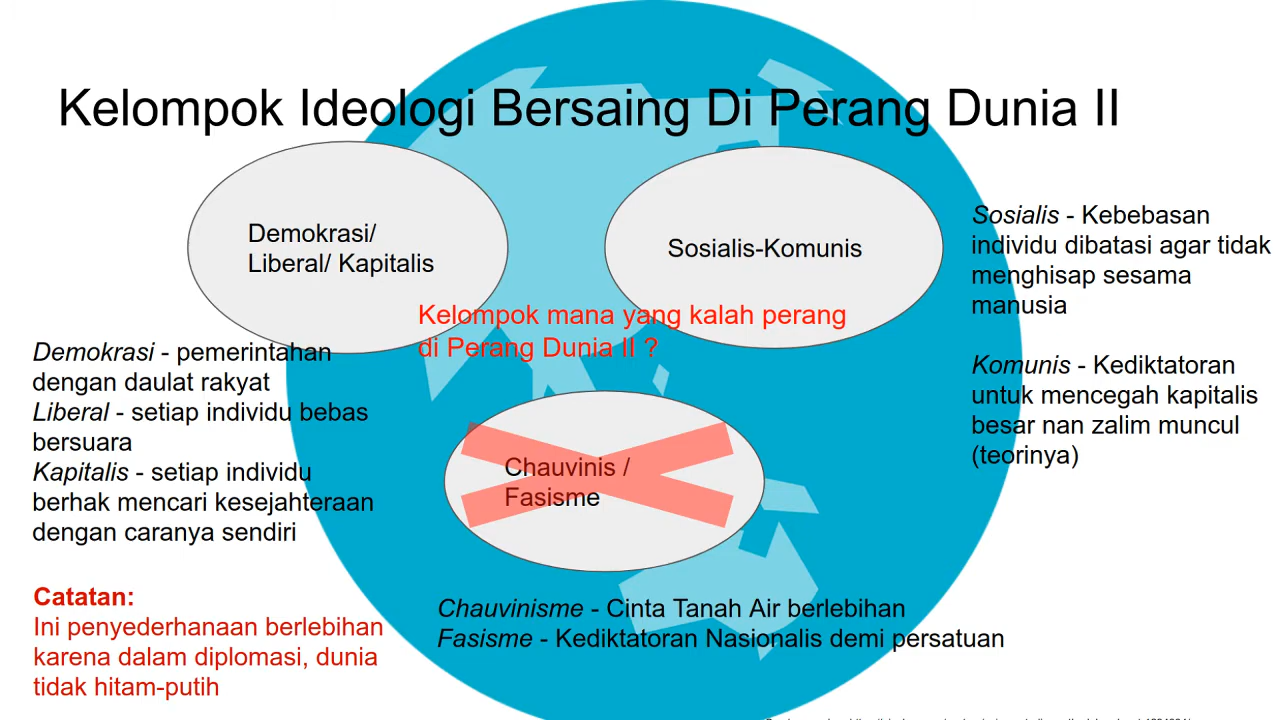 Kelompok Ideologi Bersaing Di Perang Dunia II
Demokrasi/
Liberal/ Kapitalis
Sosialis-Komunis
Sosialis - Kebebasan
individu dibatasi agar tidak
menghisap sesama
manusia
Komunis - Kediktatoran
untuk mencegah kapitalis
besar nan zalim muncul
(teorinya)
Kelompok mana yang kalah perang
di Perang Dunia II ?
Demokrasi - pemerintahan
dengan daulat rakyat
Liberal - setiap individu bebas
bersuara
Kapitalis - setiap individu
berhak mencari kesejahteraan
dengan caranya sendiri
Chauvinis /
Fasisme
Catatan:
Ini penyederhanaan berlebihan
karena dalam diplomasi, dunia
tidak hitam-putih
Chauvinisme - Cinta Tanah Air berlebihan
Fasisme - Kediktatoran Nasionalis demi persatuan